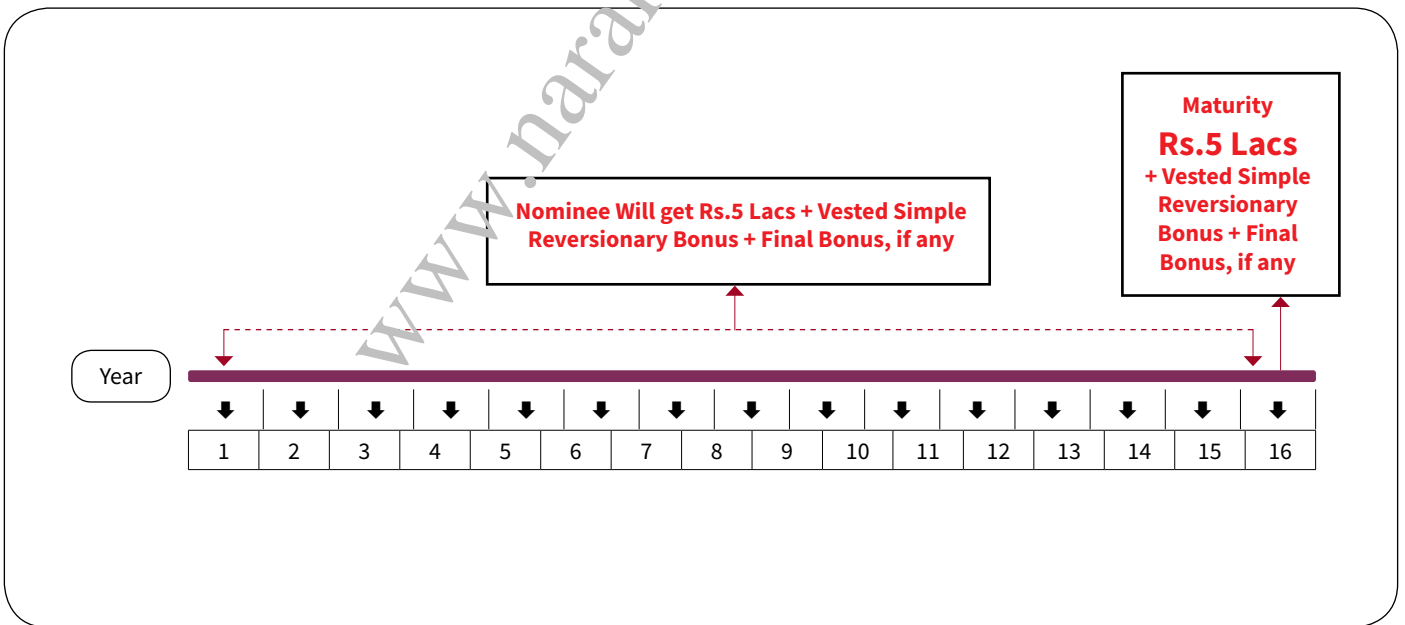 www.nara
Maturity
Rs.5 Lacs
+ Vested Simple
Reversionary
Bonus + Final
Bonus, if any
Nominee Will get Rs.5 Lacs + Vested Simple
Reversionary Bonus + Final Bonus, if any
Year
1 2 3 4 5 6 7 8 9 10 11 12 13 14 15 16